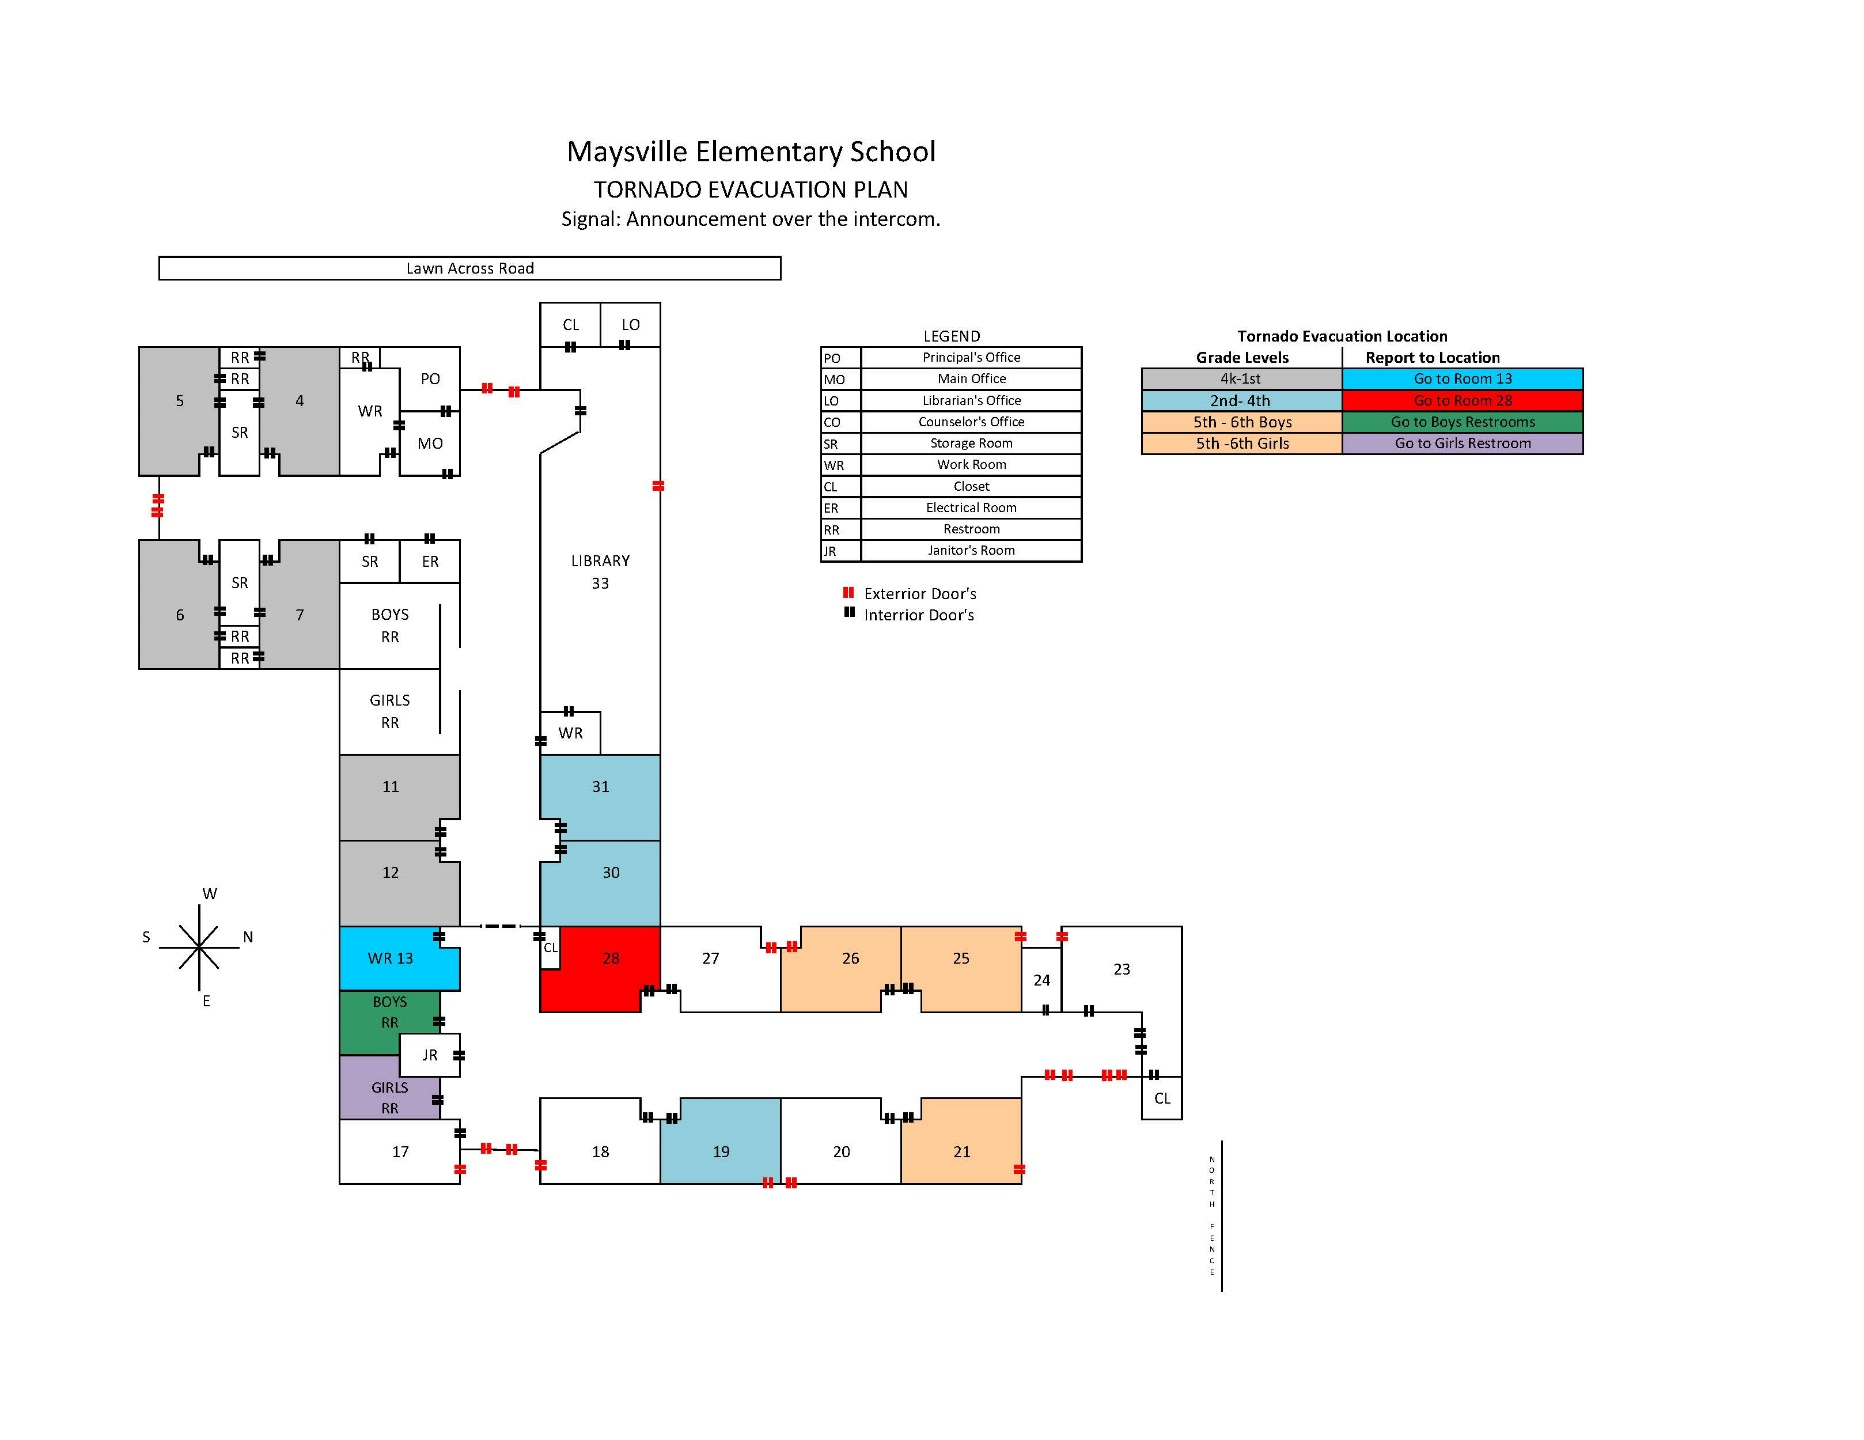 Maysville Elementary School
TORNADO EVACUATION PLAN
Signal: Announcement over the intercom.
Lawn Across Road
CL LO
5 RR RR SR 4 RR WR PO MO
6 SR RR RR 7 SR ER
BOYS
RR
GIRLS
RR
LIBRARY
33
WR
11 31
12 30
WR 13 CL 28 27 26 25 24 23
BOYS
RR
JR
GIRLS
RR
CL
17 18 19 20 21
W
S N
E
LEGEND
PO Principal's Office
MO Main Office
LO Librarian's Office
CO Counselor's Office
SR Storage Room
WR Work Room
CL Closet
ER Electrical Room
RR Restroom
JR Janitor's Room
Exterrior Door's
Interrior Door's
Tornado Evacuation Location
Grade Levels Report to Location
4k-1st Go to Room 13
2nd- 4th Go to Room 28
5th - 6th Boys Go to Boys Restrooms
5th -6th Girls Go to Girls Restroom
NORTH FENCE